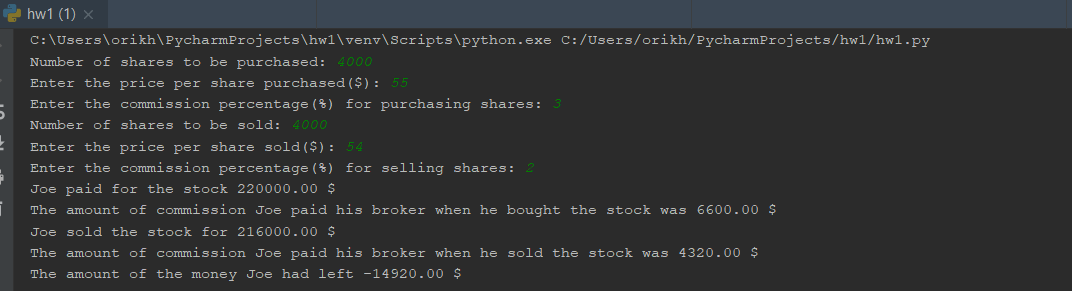 hw1 (1) ×
C:\Users\orikh\PycharmProjects\hw1\venv\Scripts\python.exe C:/Users/orikh/PycharmProjects/hw1/hw1.py
Number of shares to be purchased: 4000
Enter the price per share purchased($): 55
Enter the commission percentage(%) for purchasing shares: 3
Number of shares to be sold: 4000
Enter the price per share sold($): 54
Enter the commission percentage(%) for selling shares: 2
Joe paid for the stock 220000.00 $
The amount of commission Joe paid his broker when he bought the stock was 6600.00 $
Joe sold the stock for 216000.00 $
The amount of commission Joe paid his broker when he sold the stock was 4320.00 $
The amount of the money Joe had left -14920.00 $